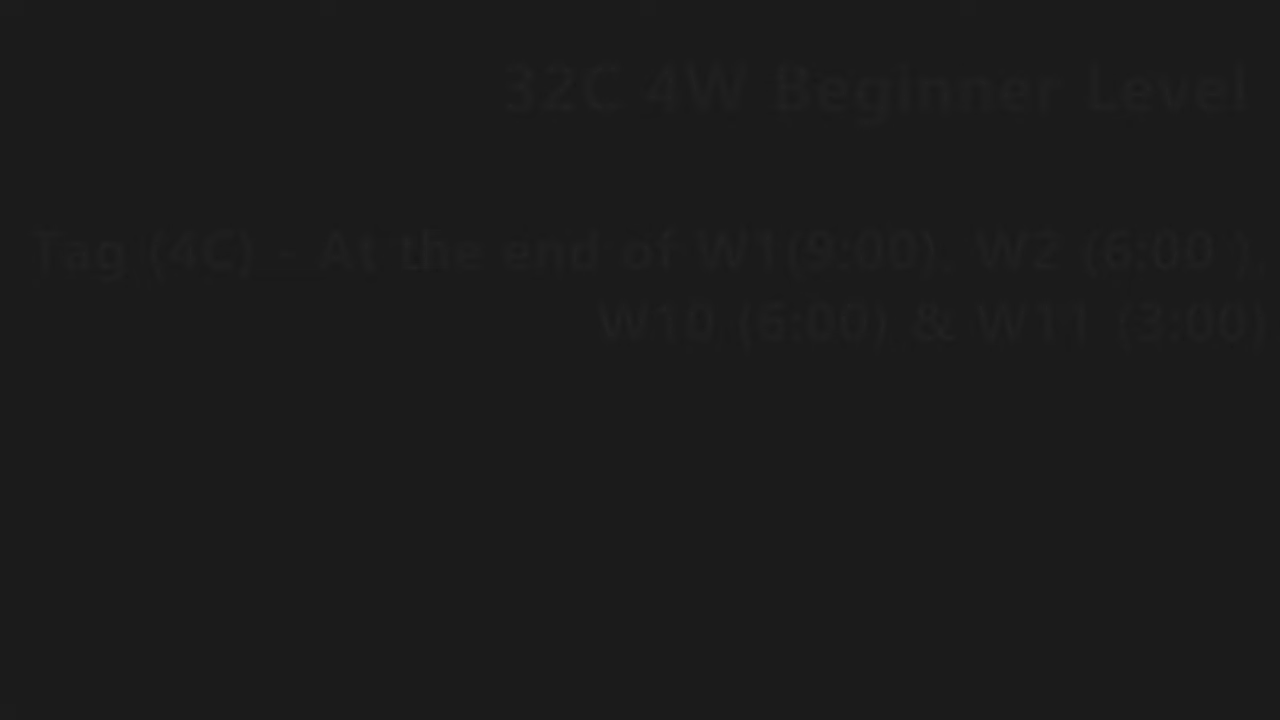 32C 4W Beginner Level
Tag (4C) - At the end of W1(9:00), W2 (6:00 ),
W10 (6:00) & W11 (3:00)